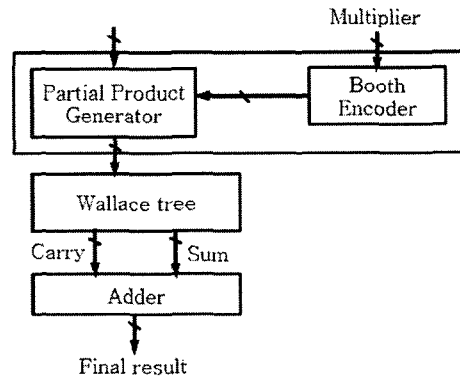 Multiplier
Partial Product
Generator
Booth
Encoder
Wallace tree
Carry
Sum
Adder
Final result